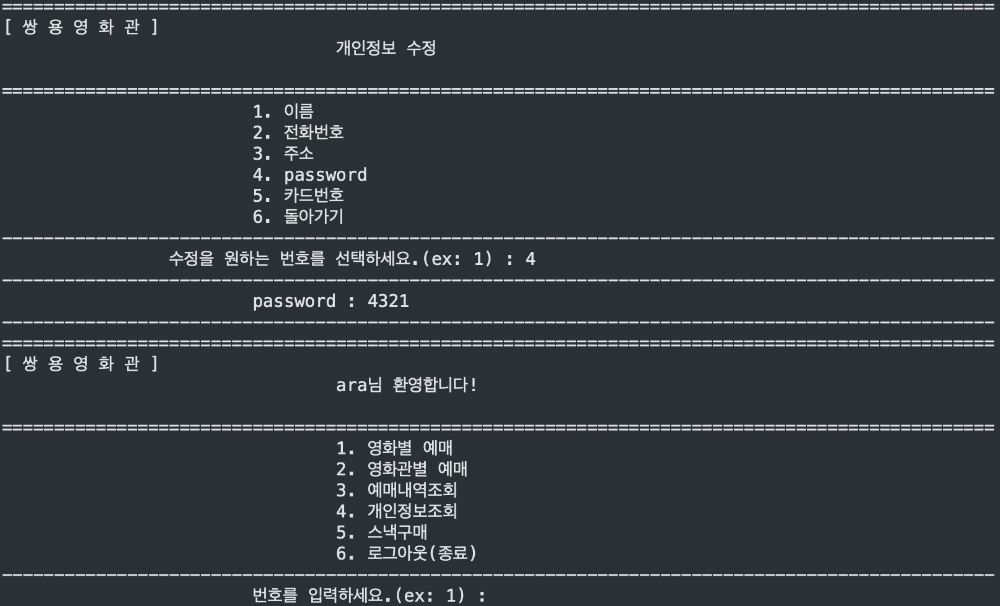 ====================================================================================================
[ 쌍 용 영 화 관 ]
개인정보 수정
====================================================================================================
1. 이름
2. 전화번호
3. 주소
4. password
5. 카드번호
6. 돌아가기
----------------------------------------------------------------------------------------------------
수정을 원하는 번호를 선택하세요.(ex: 1) : 4
----------------------------------------------------------------------------------------------------
password : 4321
----------------------------------------------------------------------------------------------------
====================================================================================================
[ 쌍 용 영 화 관 ]
ara님 환영합니다!
====================================================================================================
1. 영화별 예매
2. 영화관별 예매
3. 예매내역조회
4. 개인정보조회
5. 스낵구매
6. 로그아웃(종료)
----------------------------------------------------------------------------------------------------
번호를 입력하세요.(ex: 1) :